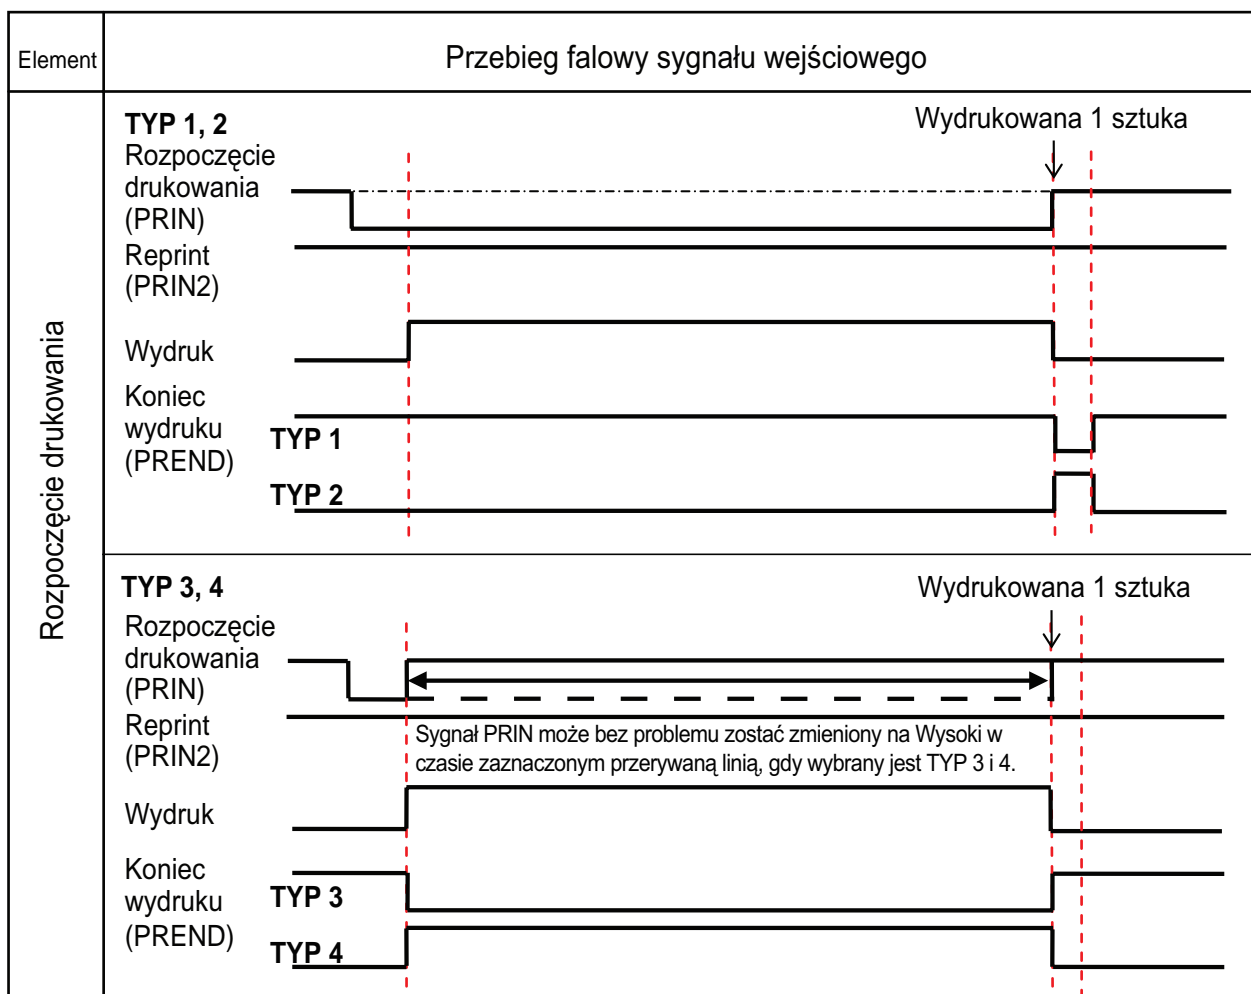 Element
Przebieg falowy sygnału wejściowego
Rozpoczęcie drukowania
TYP 1, 2
Wydrukowana 1 sztuka
Rozpoczęcie
drukowania
(PRIN)
Reprint
(PRIN2)
Wydruk
Koniec
wydruku
(PREND)
TYP 1
TYP 2
TYP 3, 4
Wydrukowana 1 sztuka
Rozpoczęcie
drukowania
(PRIN)
Reprint
(PRIN2)
Sygnał PRIN może bez problemu zostać zmieniony na Wysoki w
czasie zaznaczonym przerywaną linią, gdy wybrany jest TYP 3 i 4.
Wydruk
Koniec
wydruku
(PREND)
TYP 3
TYP 4